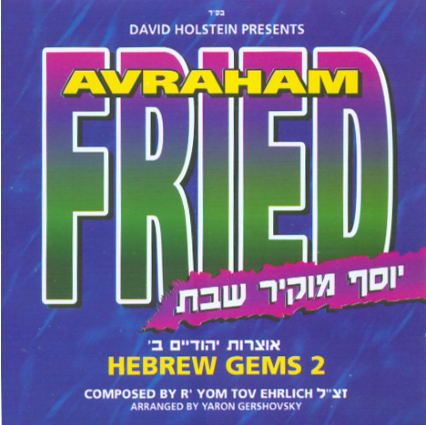 בס"ד
DAVID HOLSTEIN PRESENTS
AVRAHAM
FRIED
יוסף מוקיר שבת
אוצרות יהודיים ב'
HEBREW GEMS 2
COMPOSED BY R' YOM TOV EHRLICH זצ"ל
ARRANGED BY YARON GERSHOVSKY